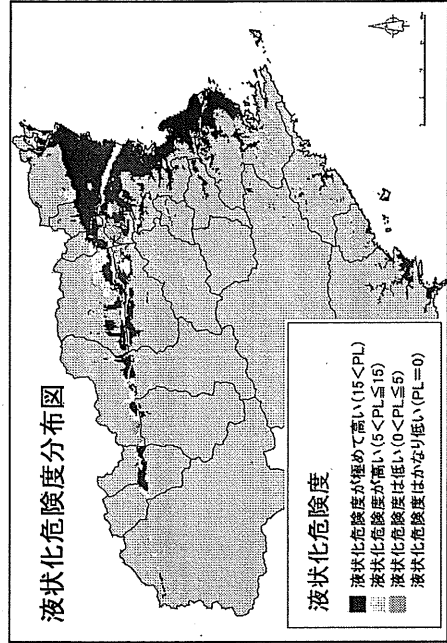 液状化危険度分布図
液状化危険度
液状化危険度が極めて高い(15<PL)
液状化危険度が高い(5<PL≦15)
液状化危険度は低い(0<PL≦5)
液状化危険度はかなり低い(PL=0)